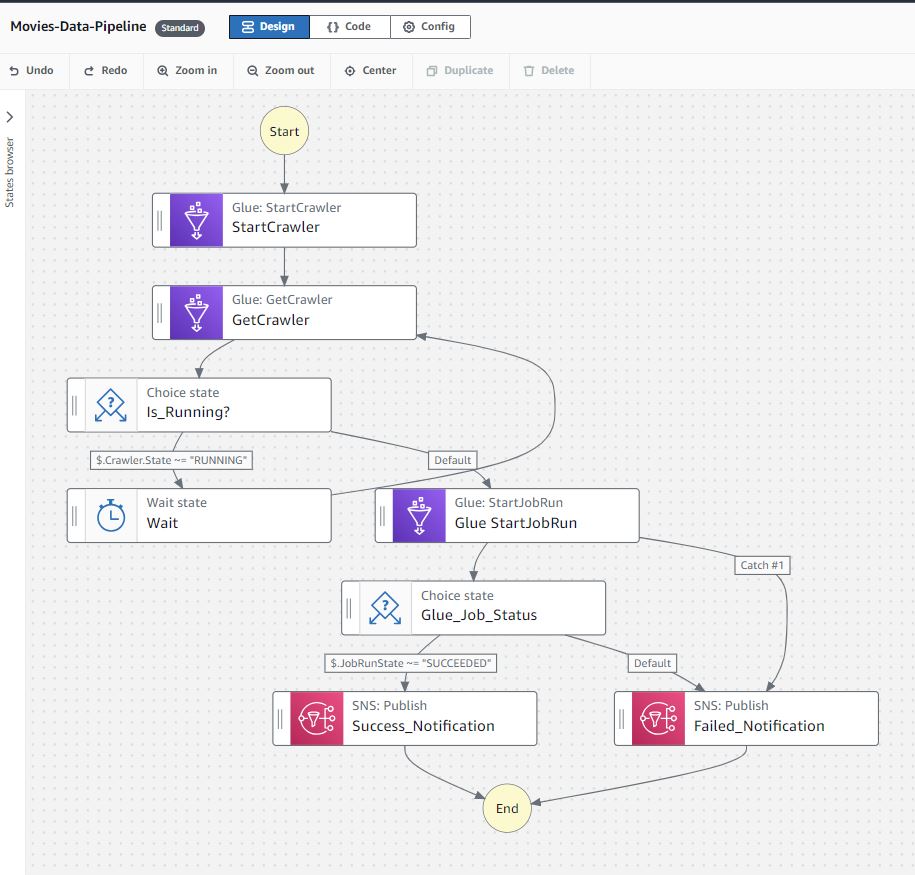 Movies-Data-Pipeline Standard Design {} Code Config
Undo Redo Zoom in Zoom out Center Duplicate Delete
States browser
Start
Glue: StartCrawler
StartCrawler
Glue: GetCrawler
GetCrawler
Choice state
Is_Running?
$.Crawler.State ~= "RUNNING"
Default
Wait state
Wait
Glue: StartJobRun
Glue StartJobRun
Catch #1
Choice state
Glue_Job_Status
$.JobRunState ~= "SUCCEEDED"
Default
SNS: Publish
Success_Notification
SNS: Publish
Failed_Notification
End